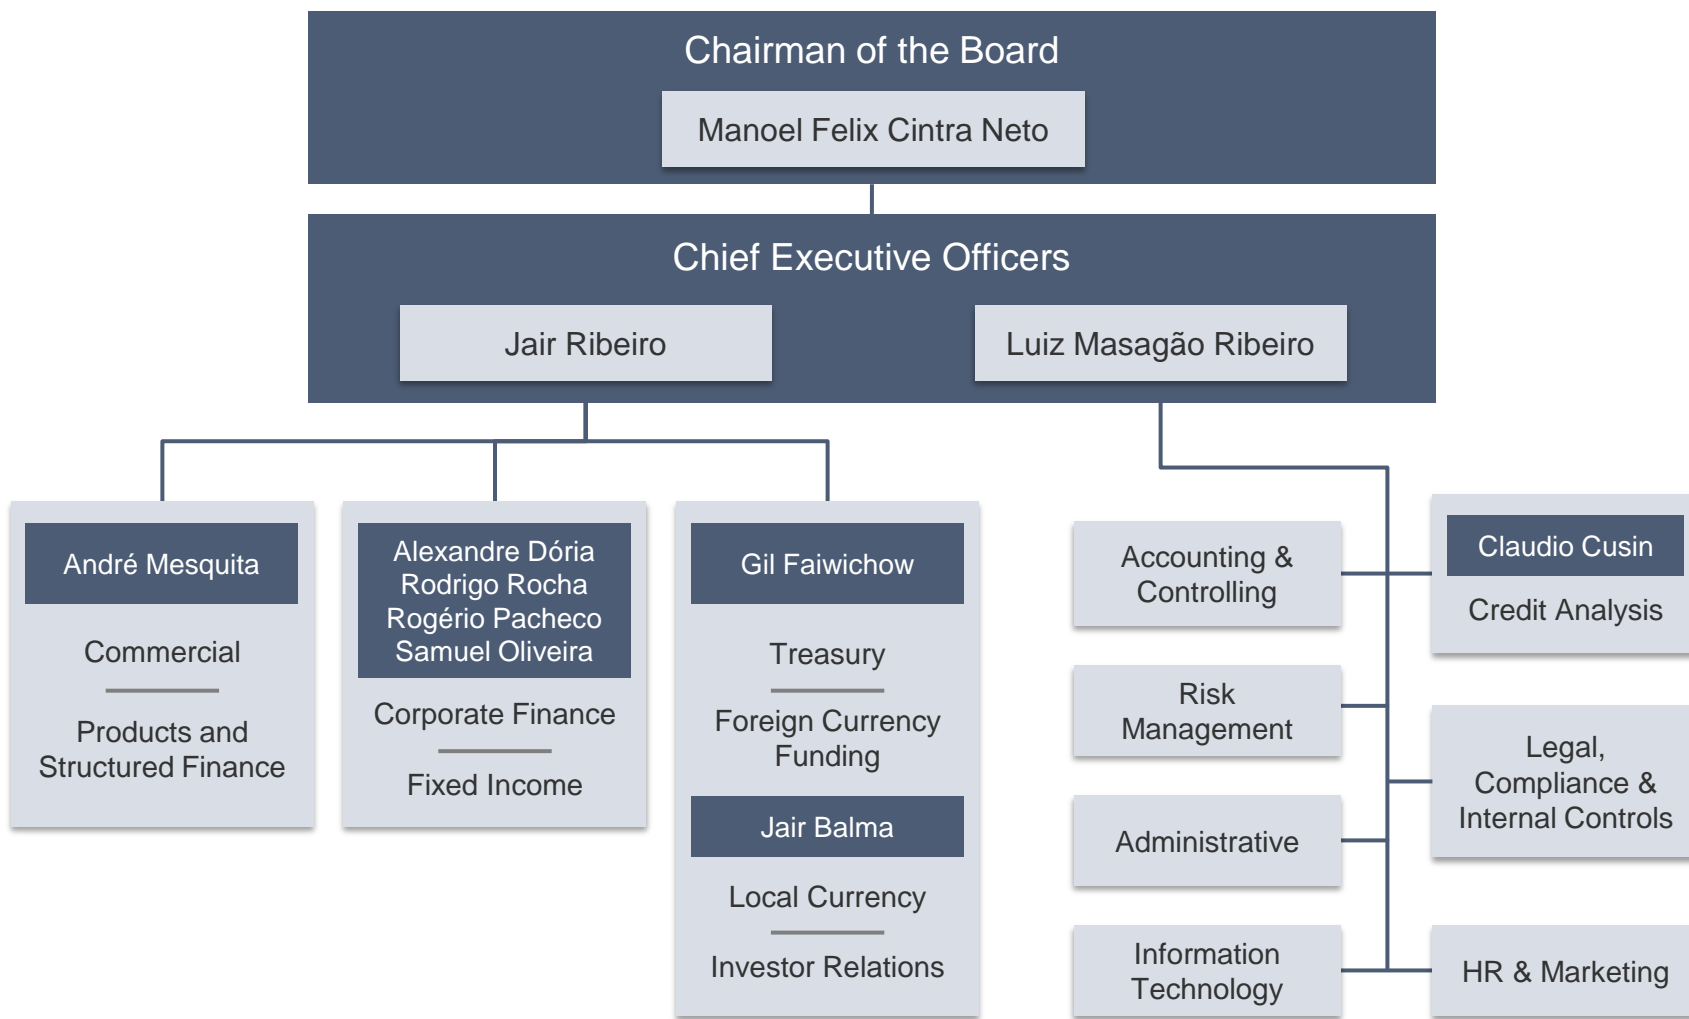 Chairman of the Board
Manoel Felix Cintra Neto
Chief Executive Officers
Jair Ribeiro
Luiz Masagão Ribeiro
André Mesquita
Commercial
Products and
Structured Finance
Alexandre Dória
Rodrigo Rocha
Rogério Pacheco
Samuel Oliveira
Corporate Finance
Fixed Income
Gil Faiwichow
Treasury
Foreign Currency
Funding
Jair Balma
Local Currency
Investor Relations
Accounting &
Controlling
Risk
Management
Administrative
Information
Technology
Claudio Cusin
Credit Analysis
Legal,
Compliance &
Internal Controls
HR & Marketing